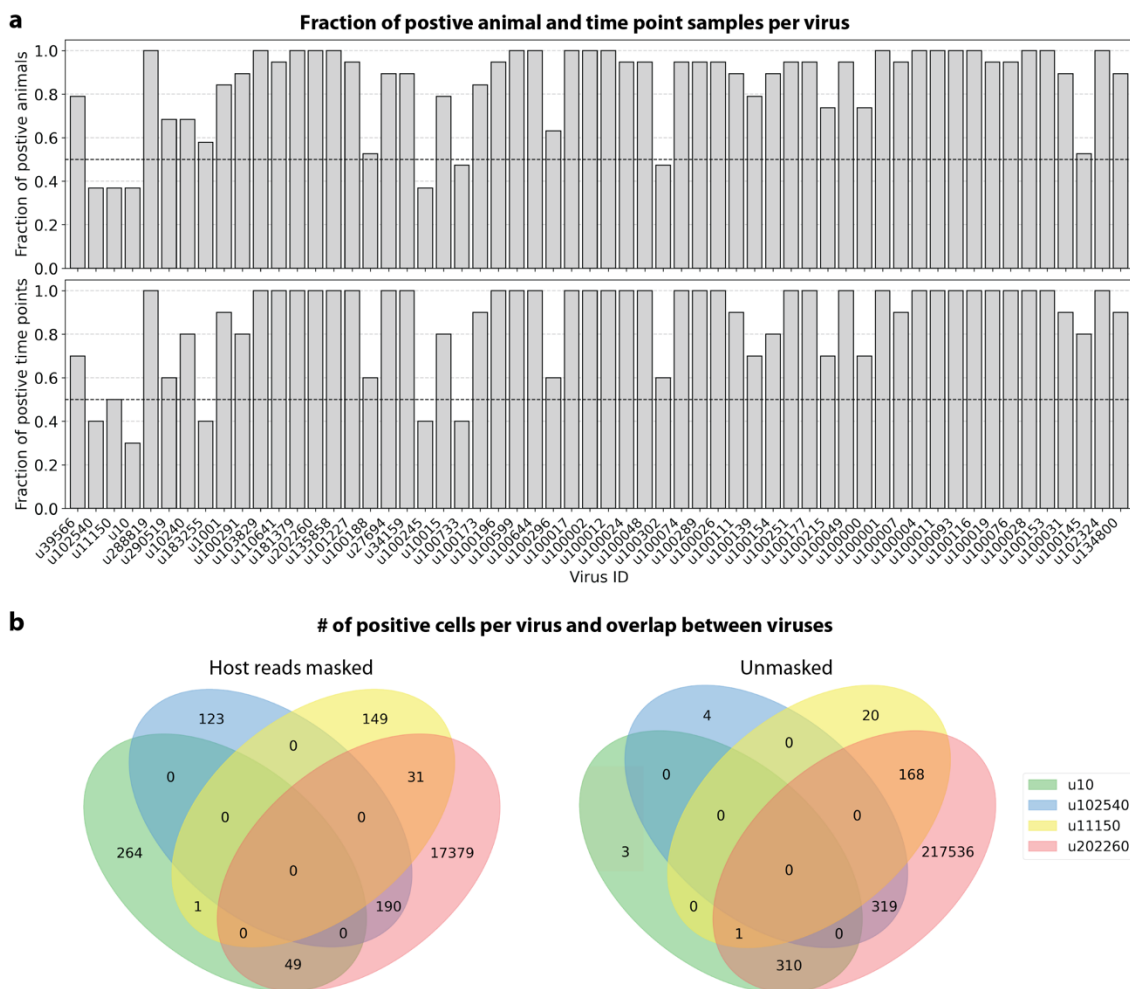 a
Fraction of postive animal and time point samples per virus
Fraction of postive animals
1.0
0.8
0.6
0.4
0.2
0.0
Fraction of postive time points
1.0
0.8
0.6
0.4
0.2
0.0
u39566
u102540
u11150
u10
u288819
u290519
u10240
u183255
u1001
u100291
u103829
u110641
u181379
u202260
u135858
u101227
u100188
u27694
u34159
u100245
u10015
u100733
u100173
u100196
u100599
u100644
u100296
u100017
u100002
u100012
u100024
u100048
u100302
u100074
u100289
u100026
u100111
u100139
u100154
u100251
u100177
u100215
u100049
u100000
u100001
u100007
u100004
u100011
u100093
u100116
u100019
u100076
u100028
u100153
u100031
u100145
u102324
u134800
Virus ID
b
# of positive cells per virus and overlap between viruses
Host reads masked
123
149
0
0
31
0
0
264
17379
0
1
190
0
0
49
Unmasked
4
20
0
0
168
0
0
3
217536
0
0
319
1
0
310
u10
u102540
u11150
u202260